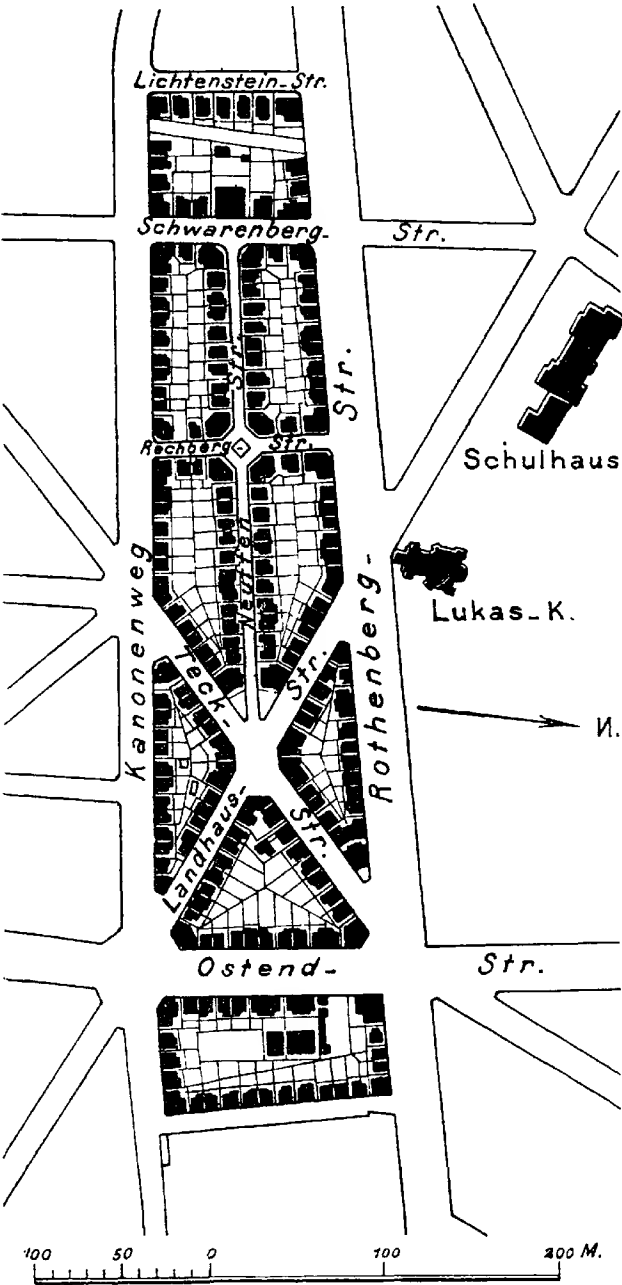 Lichtenstein-Str.
Schwarenberg- Str.
Str.
Str.
Rechberg- Str.
Schulhaus
Neuffen
Lukas-K.
Kanonenweg
Teck- Str.
Rothenberg-
N.
Landhaus- Str.
Ostend- Str.
100 50 0 100 200 M.